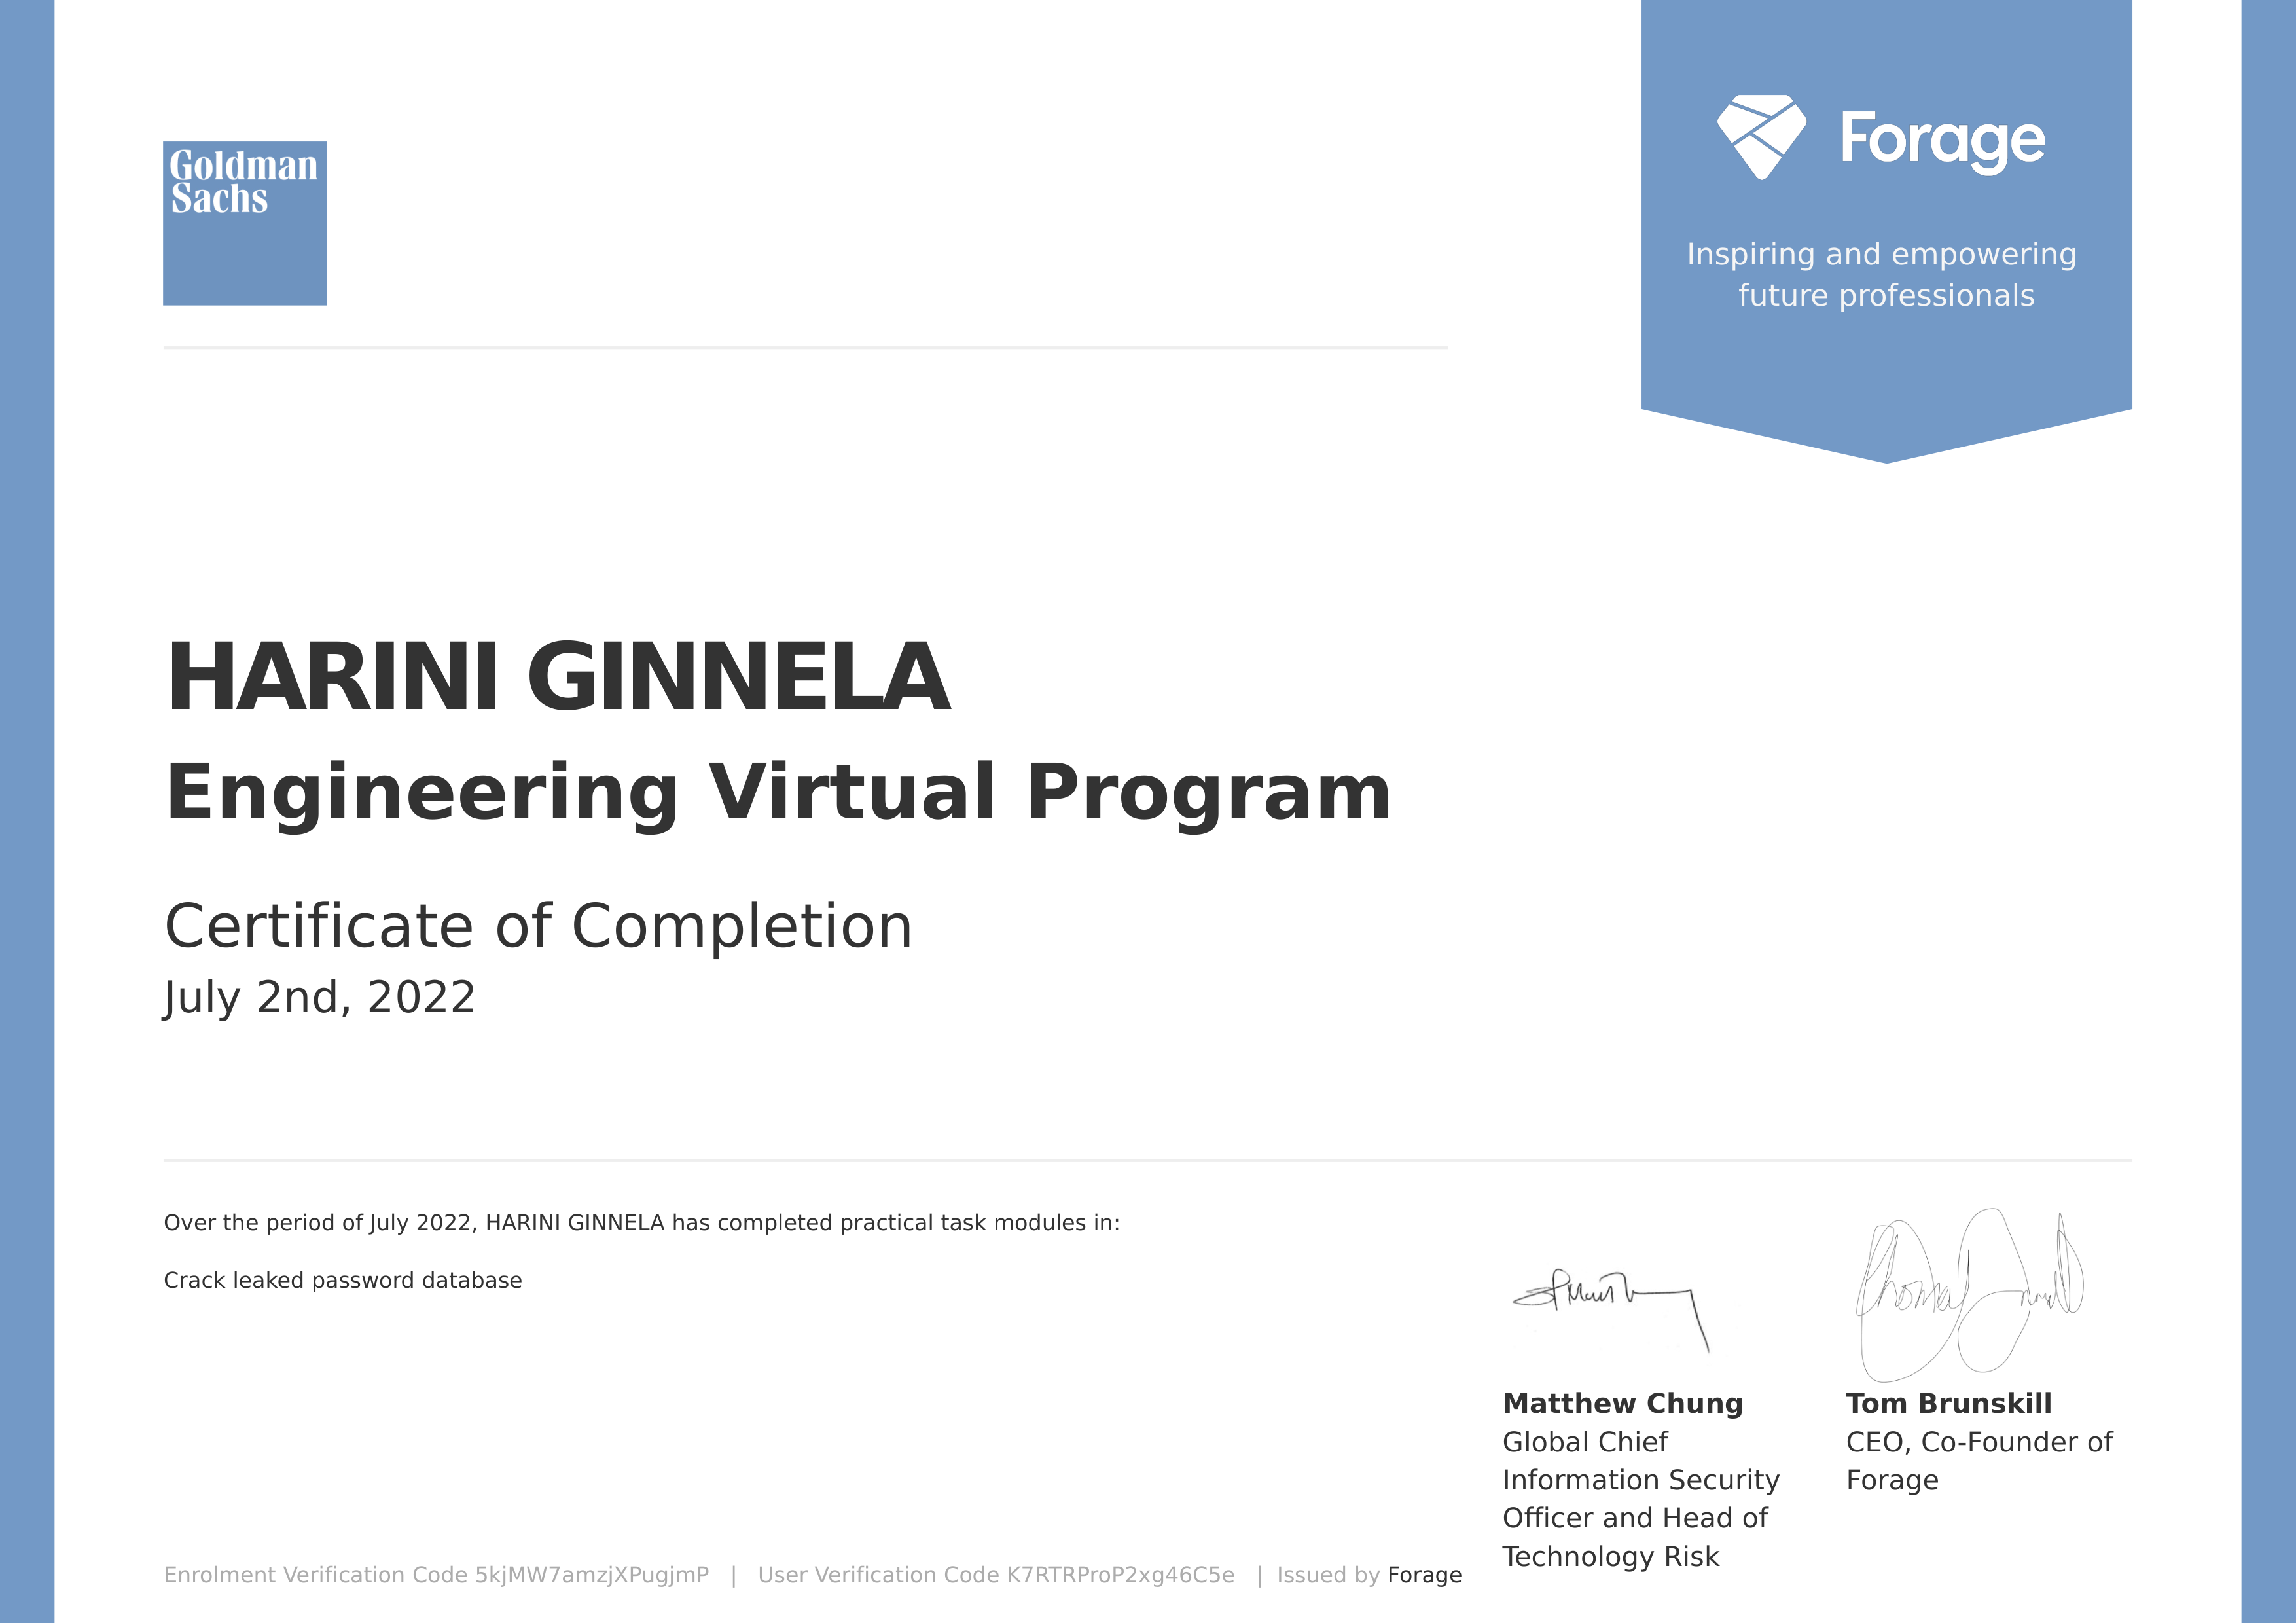 Goldman
Sachs
Forage
Inspiring and empowering
future professionals
HARINI GINNELA
Engineering Virtual Program
Certificate of Completion
July 2nd, 2022
Over the period of July 2022, HARINI GINNELA has completed practical task modules in:
Crack leaked password database
Matthew Chung
Global Chief
Information Security
Officer and Head of
Technology Risk
Tom Brunskill
CEO, Co-Founder of
Forage
Enrolment Verification Code 5kjMW7amzjXPugjmP | User Verification Code K7RTRProP2xg46C5e | Issued by Forage